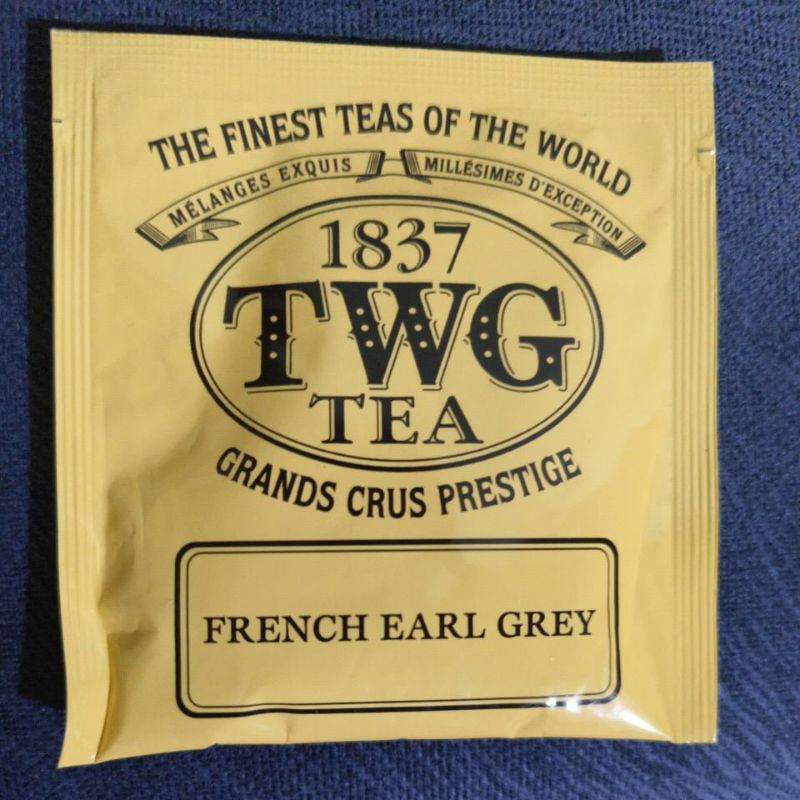 THE FINEST TEAS OF THE WORLD
MÉLANGES EXQUIS MILLÉSIMES D'EXCEPTION
1837
TWG
TEA
GRANDS CRUS PRESTIGE
FRENCH EARL GREY